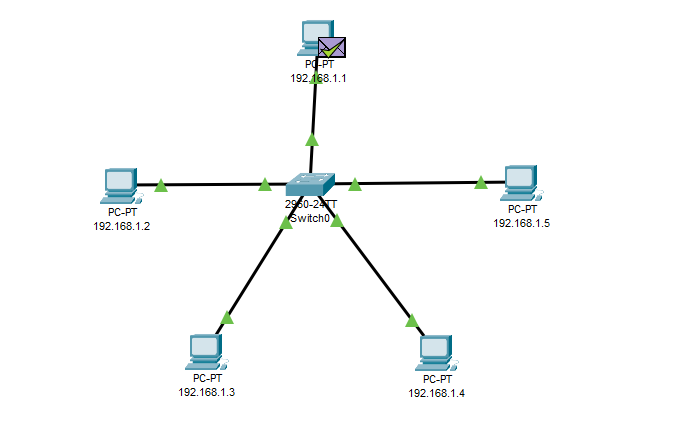 PC-PT
192.168.1.1
PC-PT
192.168.1.2
2960-24TT
Switch0
PC-PT
192.168.1.5
PC-PT
192.168.1.3
PC-PT
192.168.1.4